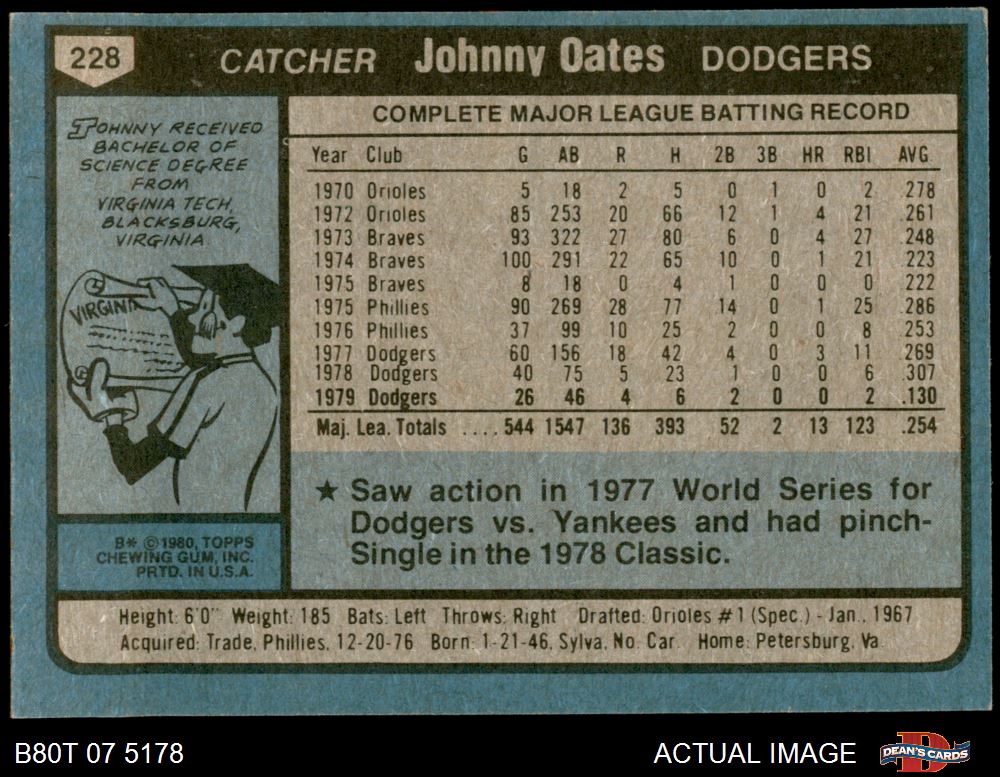 228
CATCHER Johnny Oates DODGERS
JOHNNY RECEIVED
BACHELOR OF
SCIENCE DEGREE
FROM
VIRGINIA TECH,
BLACKSBURG,
VIRGINIA.
VIRGINIA
B* ©1980, TOPPS
CHEWING GUM, INC.
PRTD. IN U.S.A.
COMPLETE MAJOR LEAGUE BATTING RECORD
Year Club G AB R H 2B 3B HR RBI AVG
1970 Orioles 5 18 2 5 0 1 0 2 .278
1972 Orioles 85 253 20 66 12 1 4 21 .261
1973 Braves 93 322 27 80 6 0 4 27 .248
1974 Braves 100 291 22 65 10 0 1 21 .223
1975 Braves 8 18 0 4 1 0 0 0 .222
1975 Phillies 90 269 28 77 14 0 1 25 .286
1976 Phillies 37 99 10 25 2 0 0 8 .253
1977 Dodgers 60 156 18 42 4 0 3 11 .269
1978 Dodgers 40 75 5 23 1 0 0 6 .307
1979 Dodgers 26 46 4 6 2 0 0 2 .130
Maj. Lea. Totals .... 544 1547 136 393 52 2 13 123 .254
★ Saw action in 1977 World Series for
Dodgers vs. Yankees and had pinch-
Single in the 1978 Classic.
Height: 6'0" Weight: 185 Bats: Left Throws: Right Drafted: Orioles #1 (Spec.) - Jan., 1967
Acquired: Trade, Phillies, 12-20-76 Born: 1-21-46, Sylva, No. Car. Home: Petersburg, Va.
B80T 07 5178 ACTUAL IMAGE DEAN'S CARDS